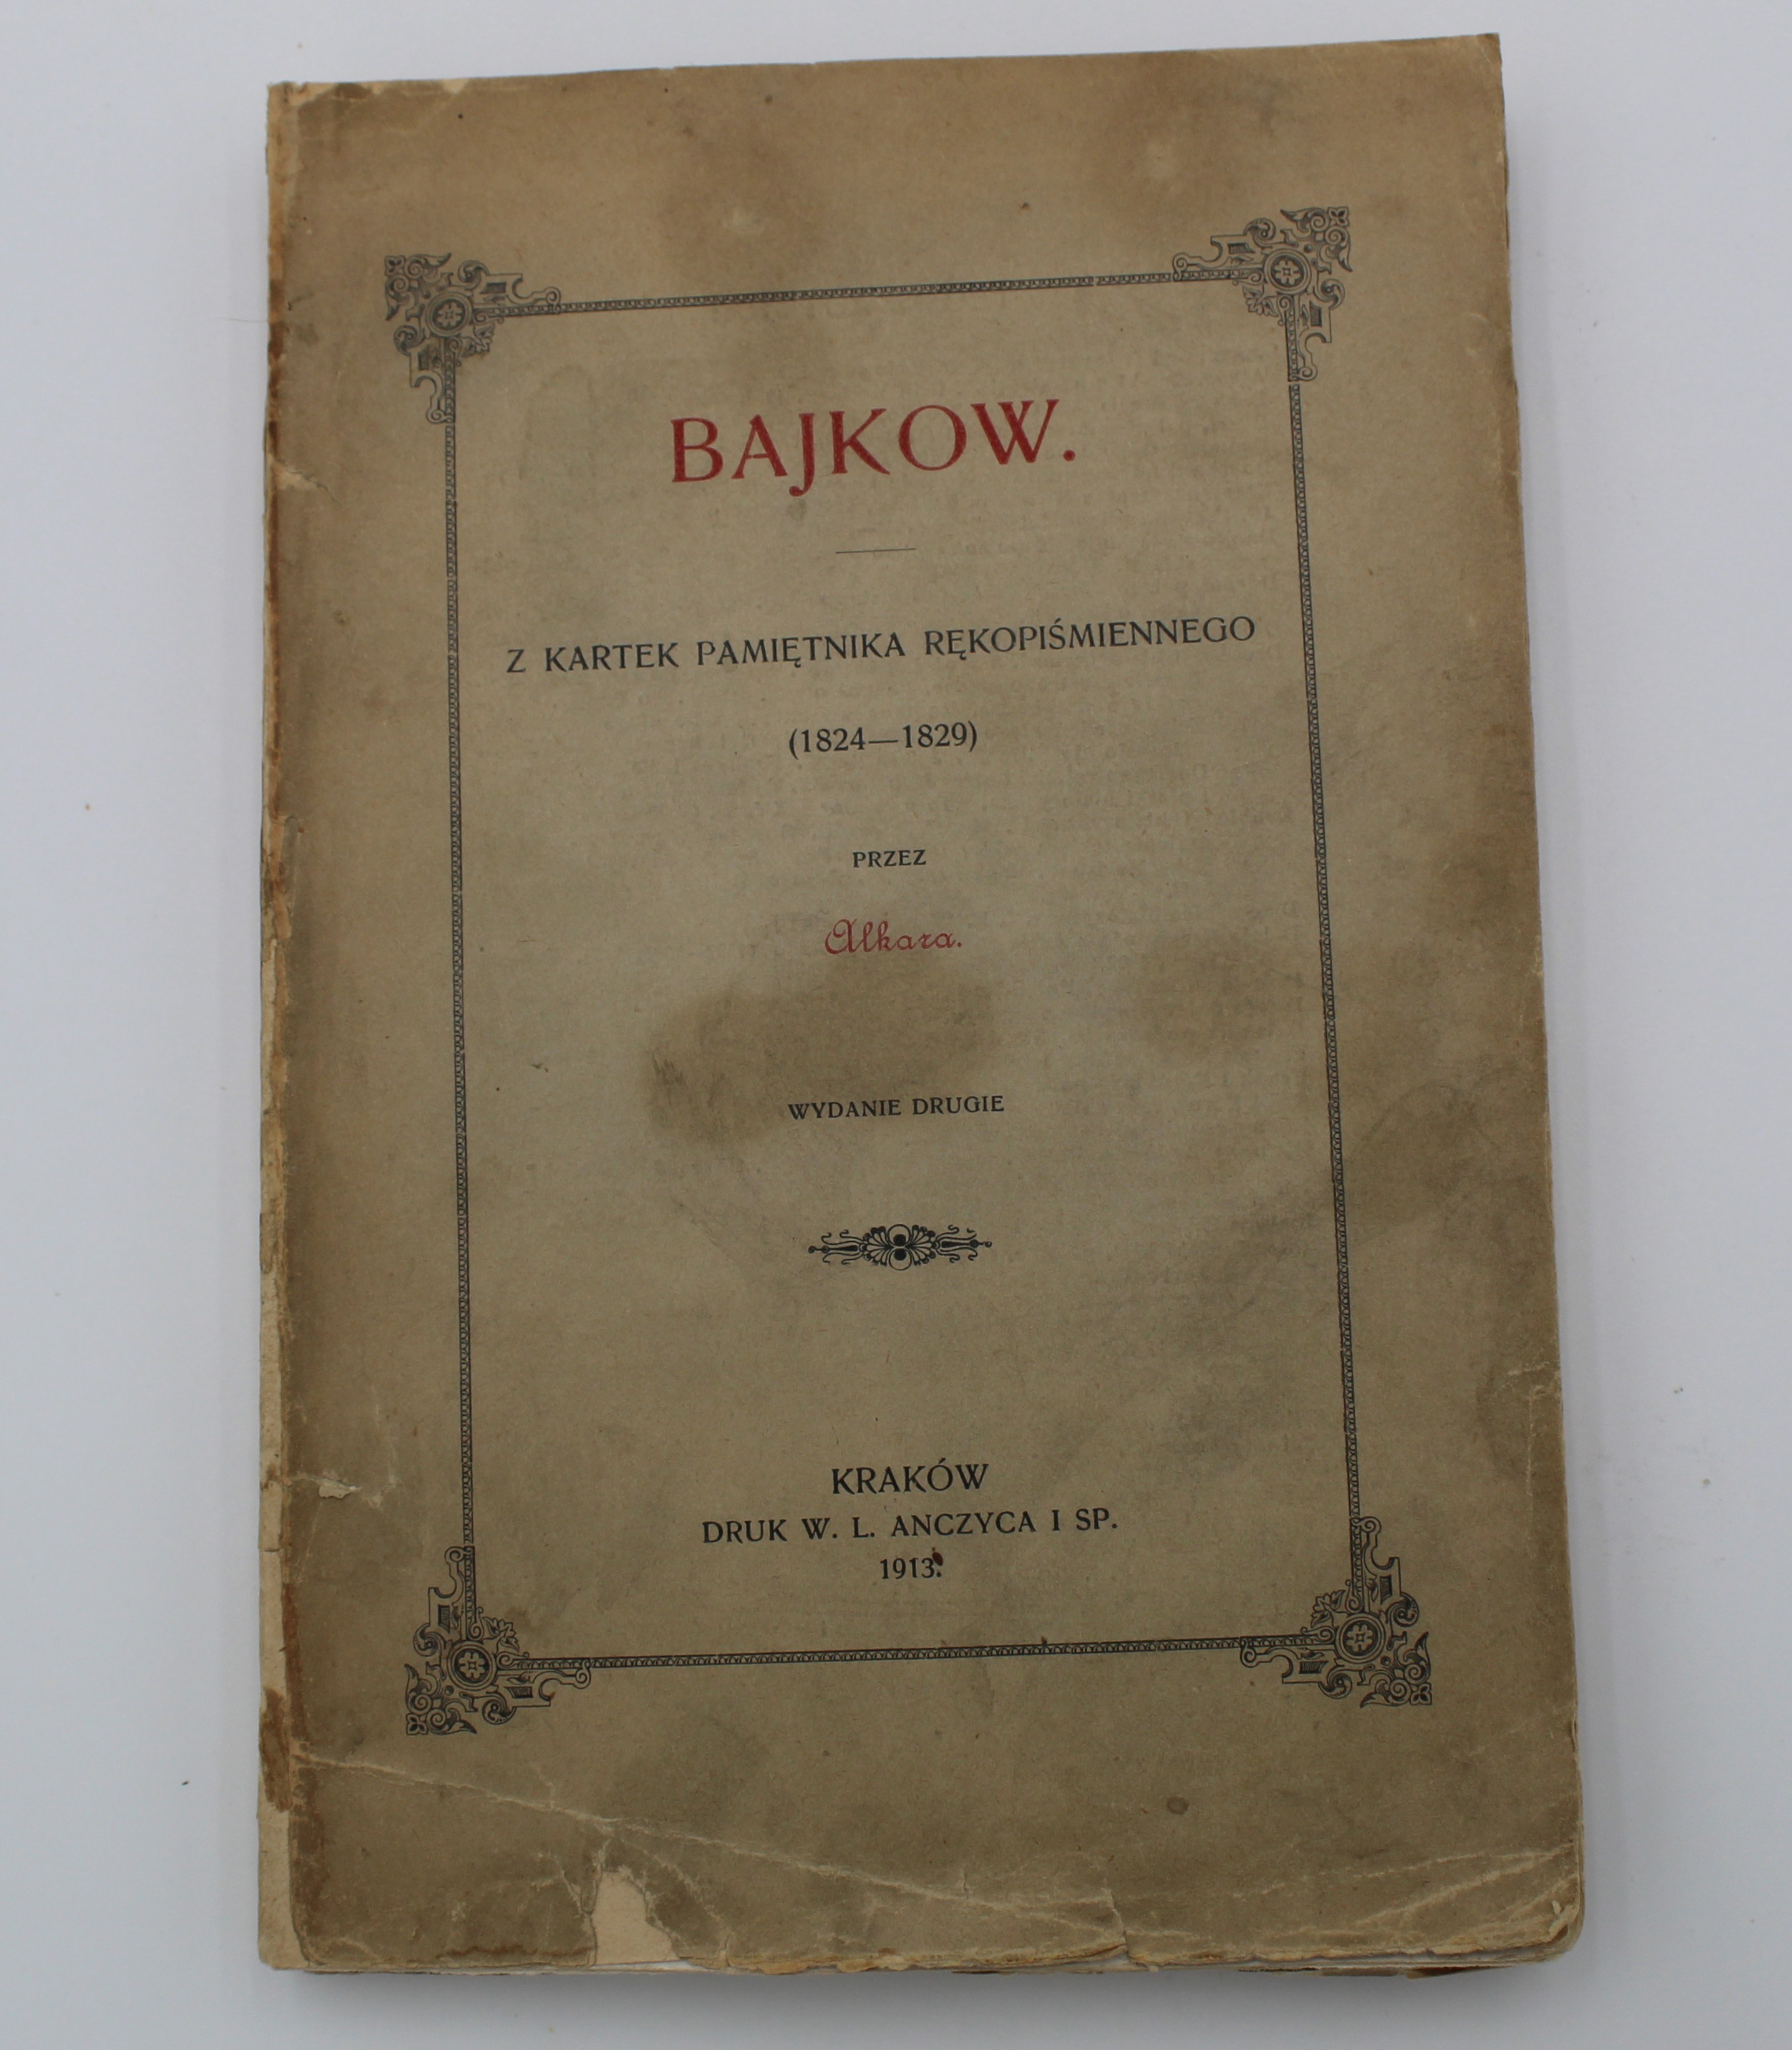 BAJKOW.
Z KARTEK PAMIĘTNIKA RĘKOPIŚMIENNEGO
(1824—1829)
PRZEZ
Alkara.
WYDANIE DRUGIE
KRAKÓW
DRUK W. L. ANCZYCA I SP.
1913.